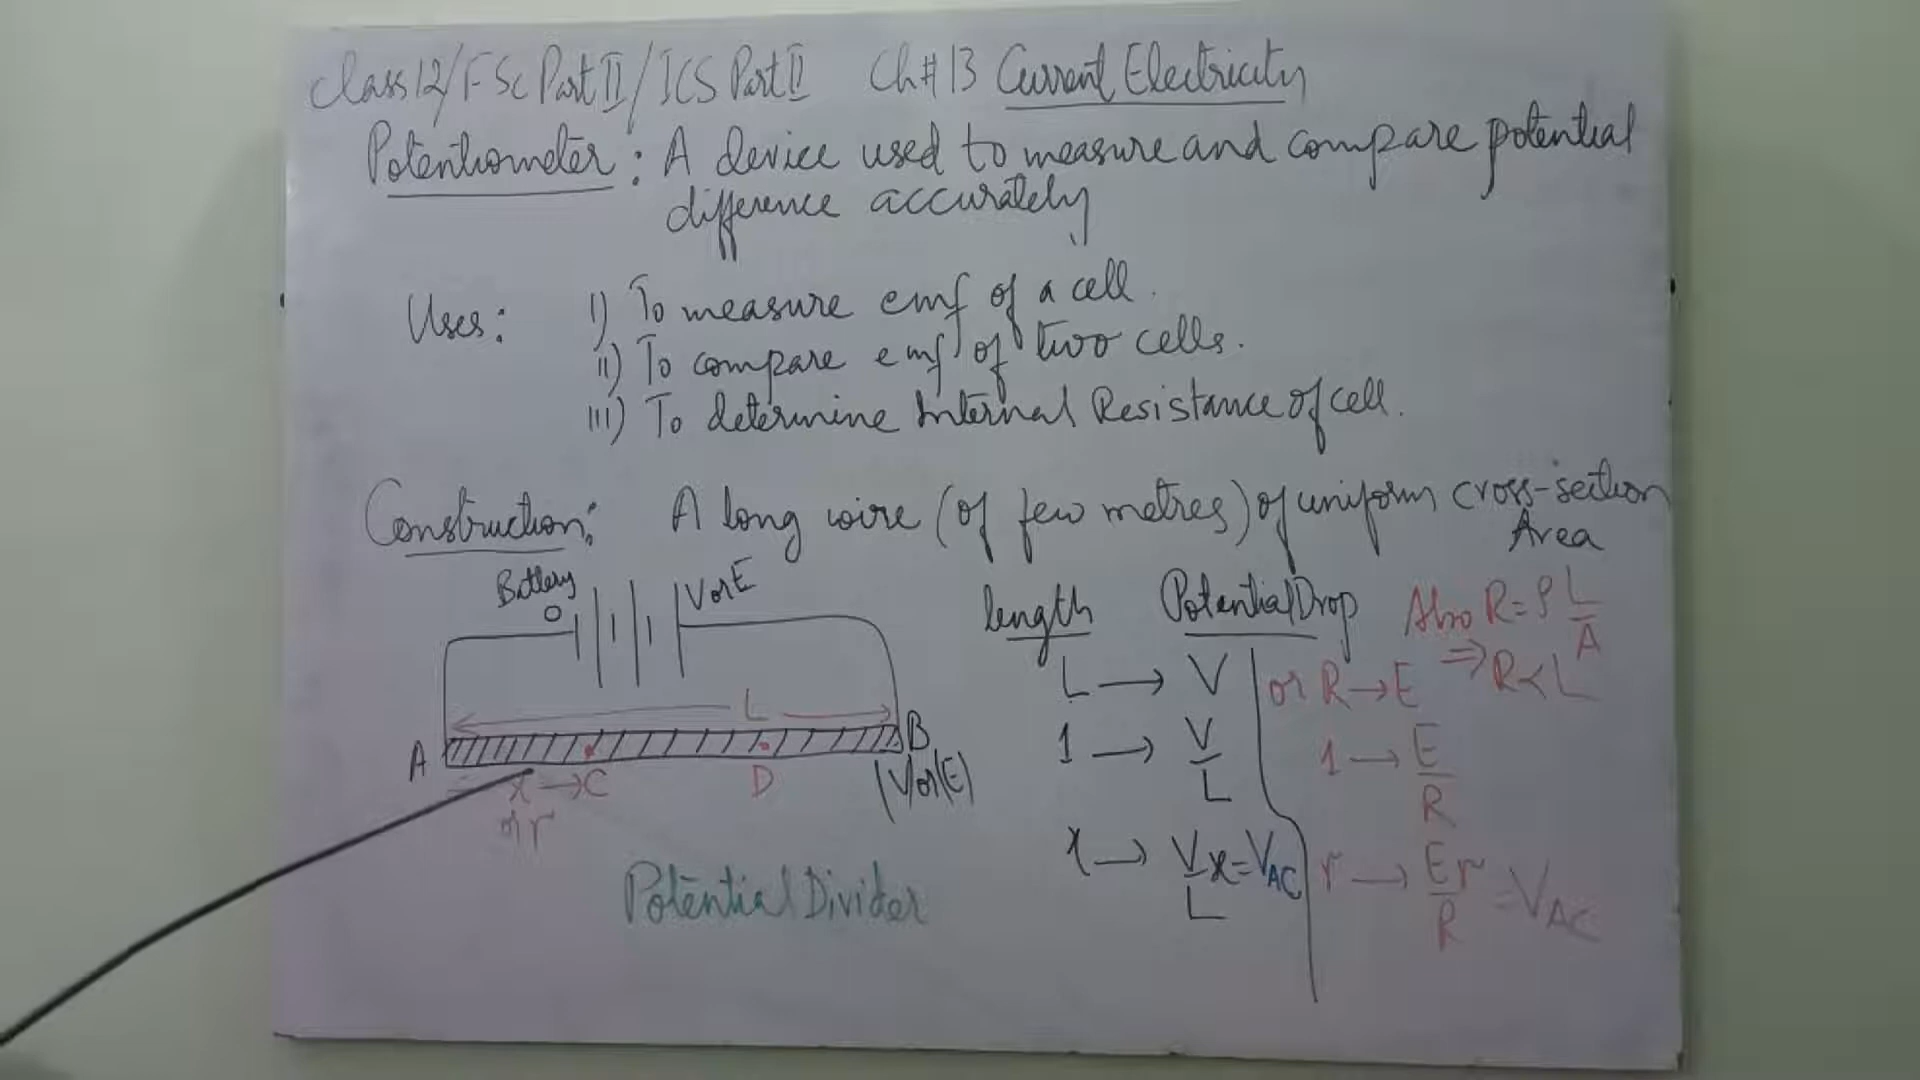 Class 12/FSc Part II/ICS Part II Ch#13 Current Electricity
Potentiometer: A device used to measure and compare potential
difference accurately
Uses: I) To measure emf of a cell.
II) To compare emf of two cells.
III) To determine Internal Resistance of cell.
Construction: A long wire (of few metres) of uniform cross-section
Area
Battery
O
V or E
L
A
B
x → C
D
or r
(V or E)
Potential Divider
length Potential Drop
L → V
1 → V/L
x → V/L x = VAC
Also R = ρ L/A
⇒ R ∝ L
or R → E
1 → E/R
r → Er/R = VAC